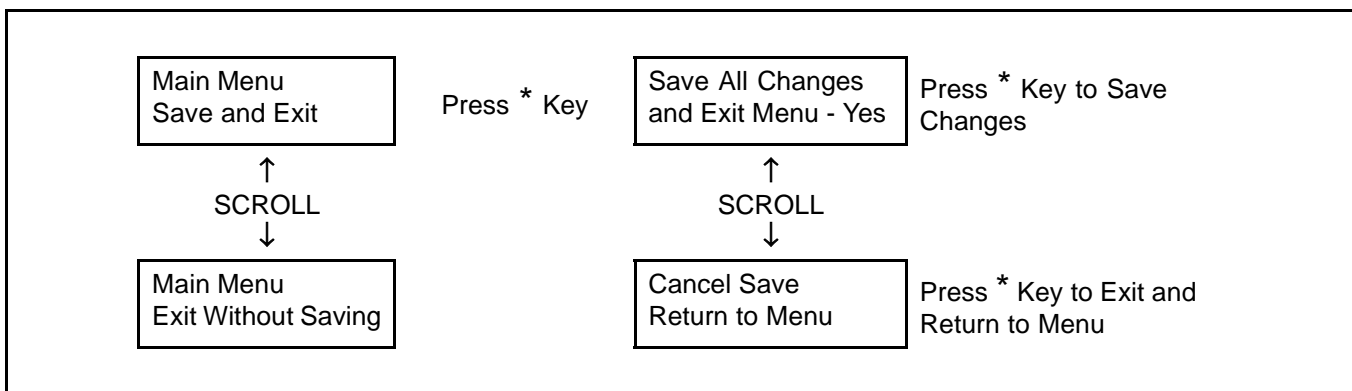 Main Menu
Save and Exit
Press * Key
Save All Changes
and Exit Menu - Yes
Press * Key to Save
Changes
↑
SCROLL
↓
↑
SCROLL
↓
Main Menu
Exit Without Saving
Cancel Save
Return to Menu
Press * Key to Exit and
Return to Menu